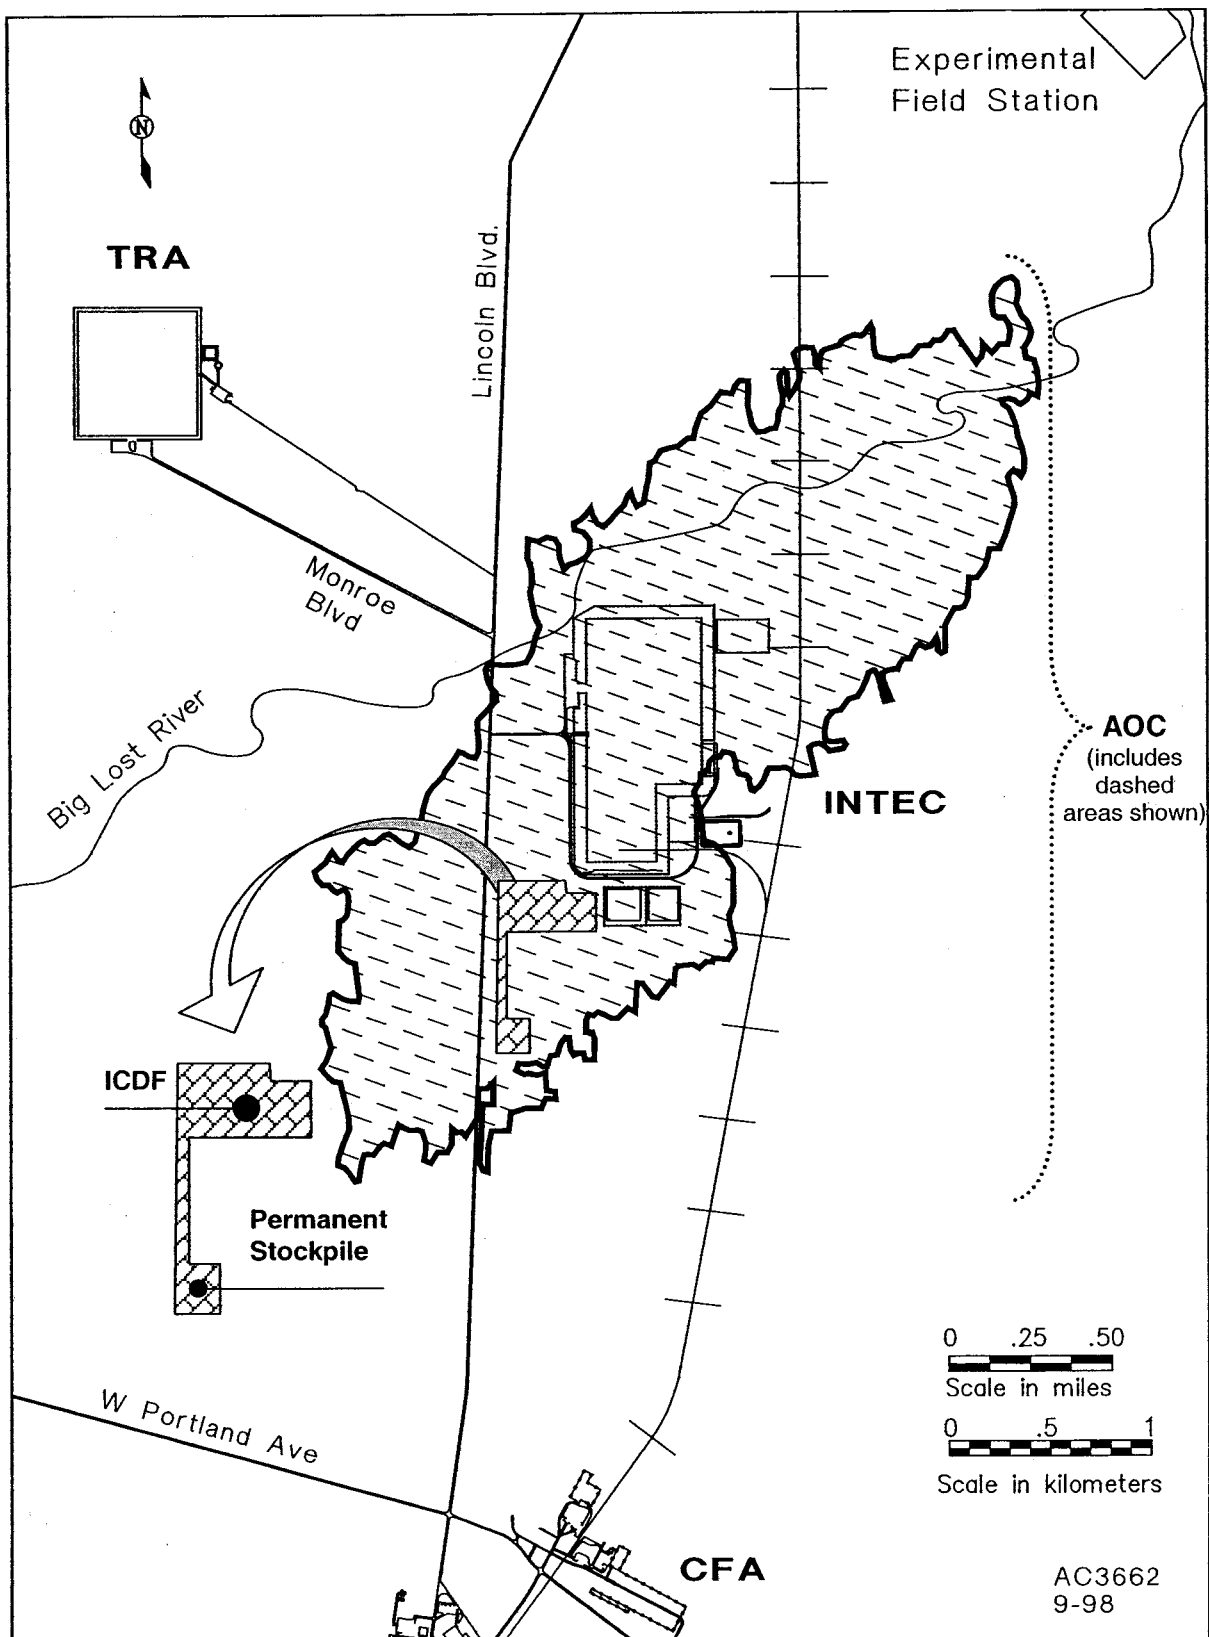 Experimental
Field Station
N
TRA
Lincoln Blvd.
Monroe
Blvd
Big Lost River
AOC
(includes
dashed
areas shown)
INTEC
ICDF
Permanent
Stockpile
0 .25 .50
Scale in miles
0 .5 1
Scale in kilometers
W Portland Ave
CFA
AC3662
9-98